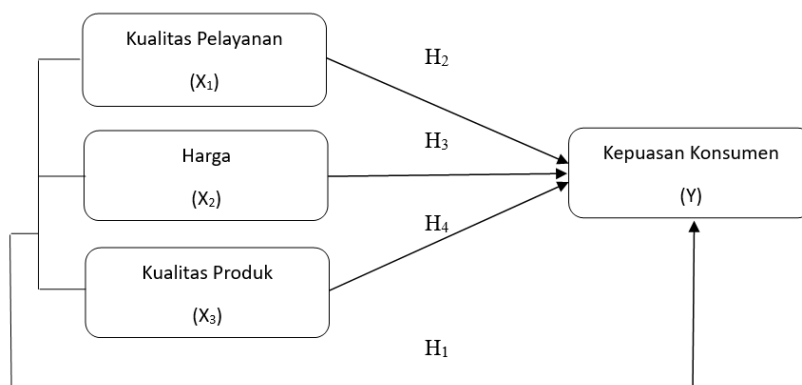 Kualitas Pelayanan
(X₁)
H₂
Harga
(X₂)
H₃
Kepuasan Konsumen
(Y)
Kualitas Produk
(X₃)
H₄
H₁